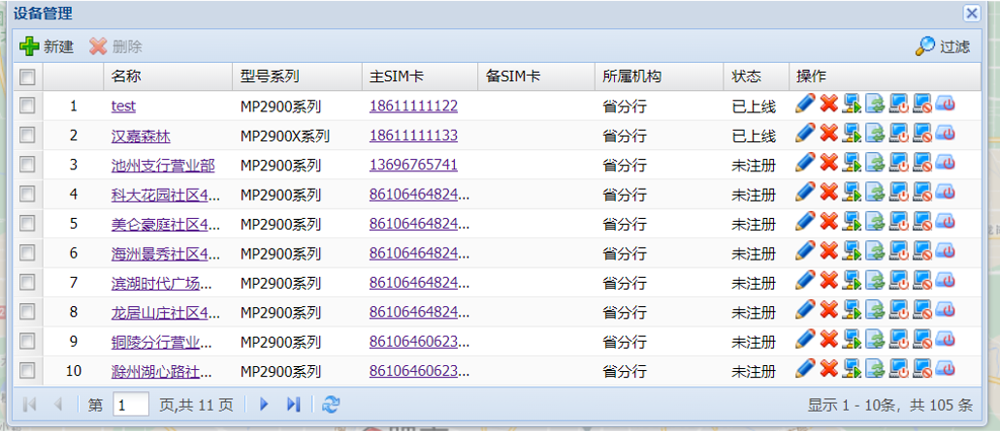 设备管理
新建 删除 过滤
名称 型号系列 主SIM卡 备SIM卡 所属机构 状态 操作
1 test MP2900系列 18611111122 省分行 已上线
2 汉嘉森林 MP2900X系列 18611111133 省分行 已上线
3 池州支行营业部 MP2900系列 13696765741 省分行 未注册
4 科大花园社区4... MP2900系列 86106464824... 省分行 未注册
5 美仑豪庭社区4... MP2900系列 86106464824... 省分行 未注册
6 海洲景秀社区4... MP2900系列 86106464824... 省分行 未注册
7 滨湖时代广场... MP2900系列 86106464824... 省分行 未注册
8 龙居山庄社区4... MP2900系列 86106464824... 省分行 未注册
9 铜陵分行营业... MP2900系列 86106460623... 省分行 未注册
10 滁州湖心路社... MP2900系列 86106460623... 省分行 未注册
第 1 页,共 11 页 显示 1 - 10条，共 105 条